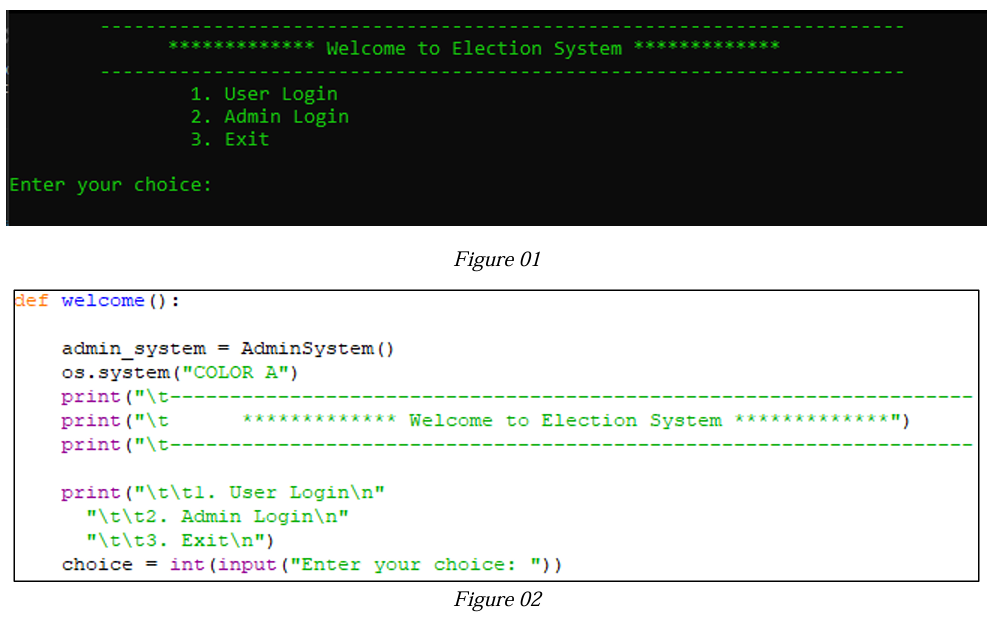 -----------------------------------------------------------------------
************* Welcome to Election System *************
-----------------------------------------------------------------------
1. User Login
2. Admin Login
3. Exit
Enter your choice:
Figure 01
def welcome():
admin_system = AdminSystem()
os.system("COLOR A")
print("\t-------------------------------------------------------------------
print("\t      ************* Welcome to Election System *************")
print("\t-------------------------------------------------------------------
print("\t\t1. User Login\n"
"\t\t2. Admin Login\n"
"\t\t3. Exit\n")
choice = int(input("Enter your choice: "))
Figure 02